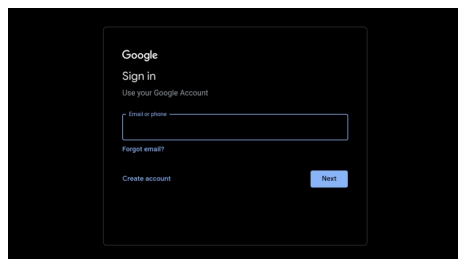 Google
Sign in
Use your Google Account
Email or phone
Forgot email?
Create account
Next